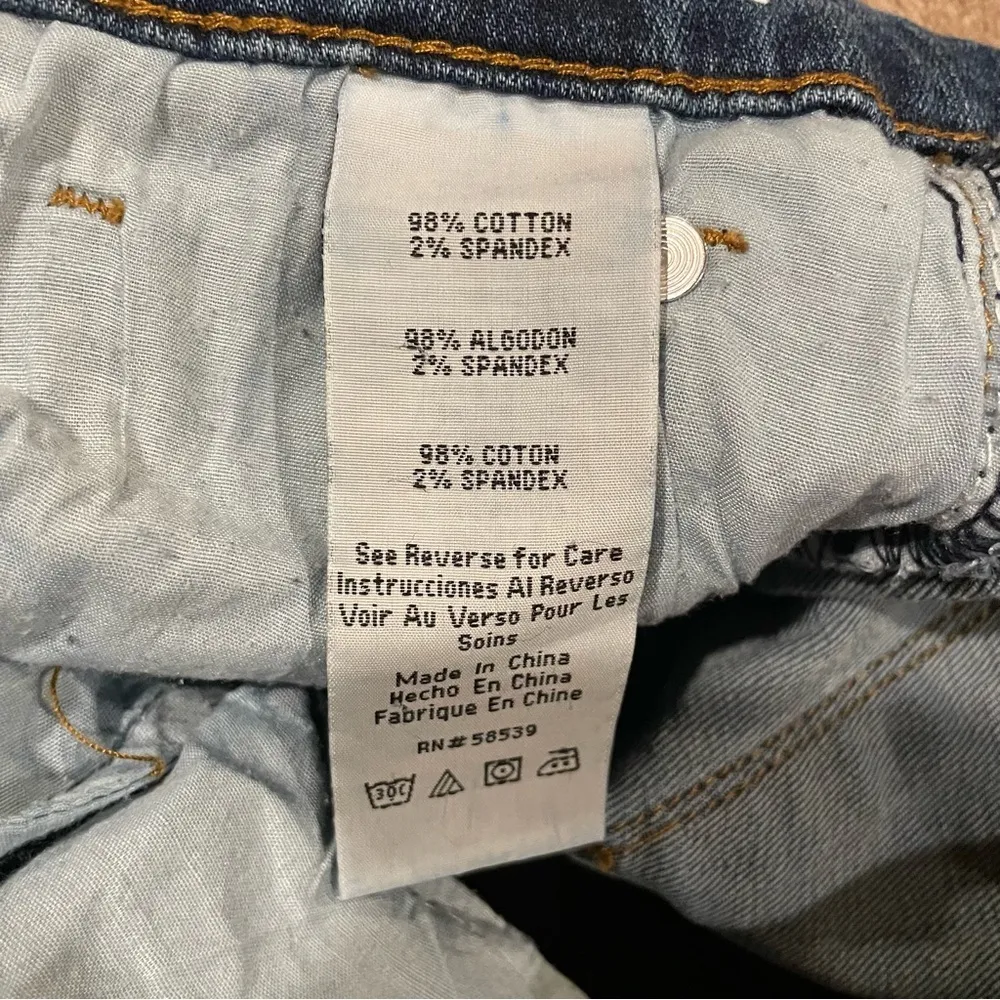 98% COTTON
2% SPANDEX
98% ALGODON
2% SPANDEX
98% COTON
2% SPANDEX
See Reverse for Care
Instrucciones Al Reverso
Voir Au Verso Pour Les
Soins
Made In China
Hecho En China
Fabrique En Chine
RN#58539
30C